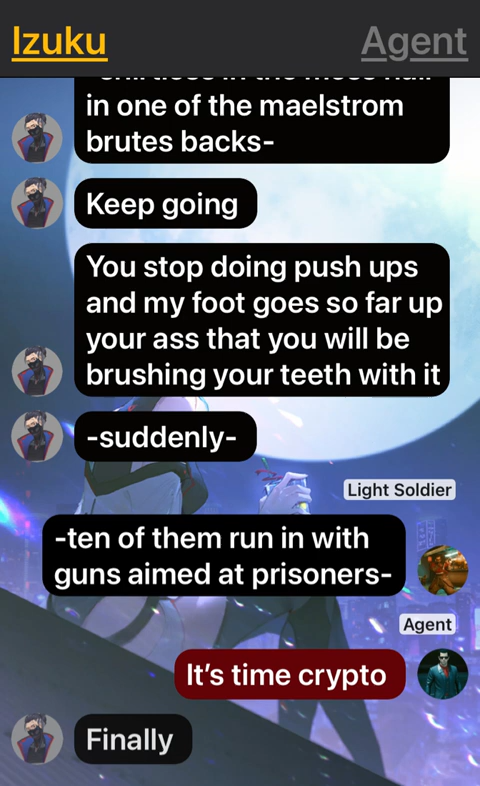 Izuku
Agent
in one of the maelstrom
brutes backs-
Keep going
You stop doing push ups
and my foot goes so far up
your ass that you will be
brushing your teeth with it
-suddenly-
Light Soldier
-ten of them run in with
guns aimed at prisoners-
Agent
It’s time crypto
Finally